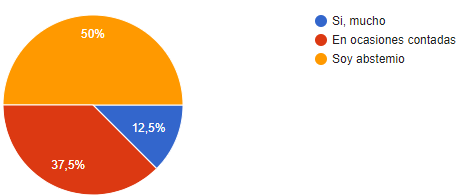 50%
12,5%
37,5%
Si, mucho
En ocasiones contadas
Soy abstemio